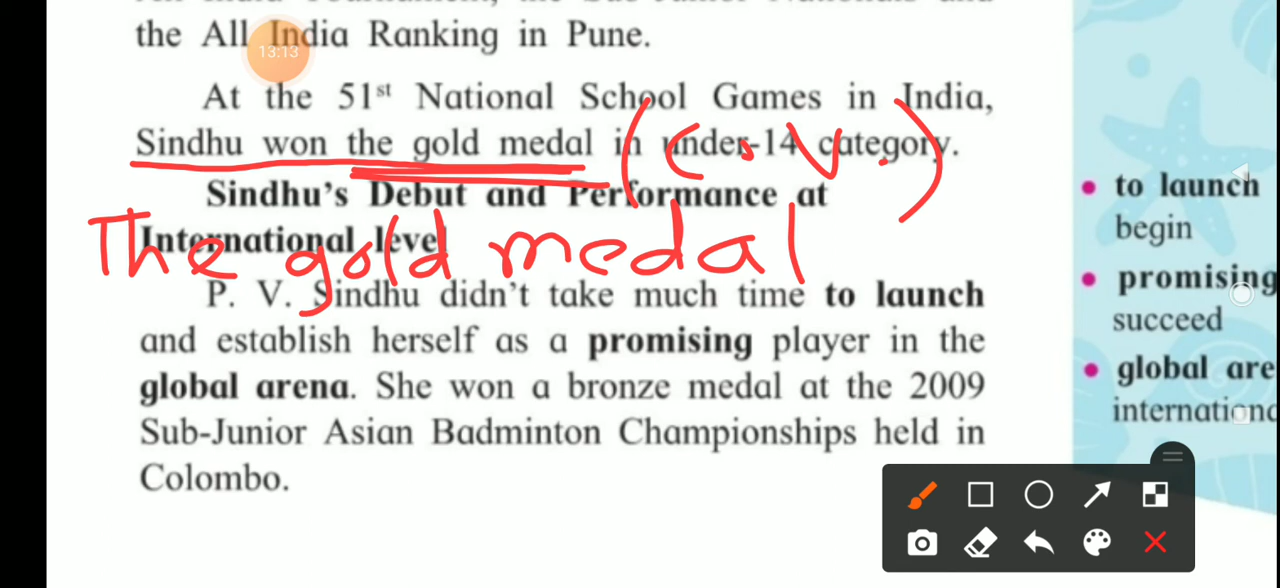 the All India Ranking in Pune.
13:13
At the 51st National School Games in India,
Sindhu won the gold medal in under-14 category.
(C.V.)
Sindhu's Debut and Performance at
International level
The gold medal
P. V. Sindhu didn't take much time to launch
and establish herself as a promising player in the
global arena. She won a bronze medal at the 2009
Sub-Junior Asian Badminton Championships held in
Colombo.
• to launch
begin
• promising
succeed
• global are
internation